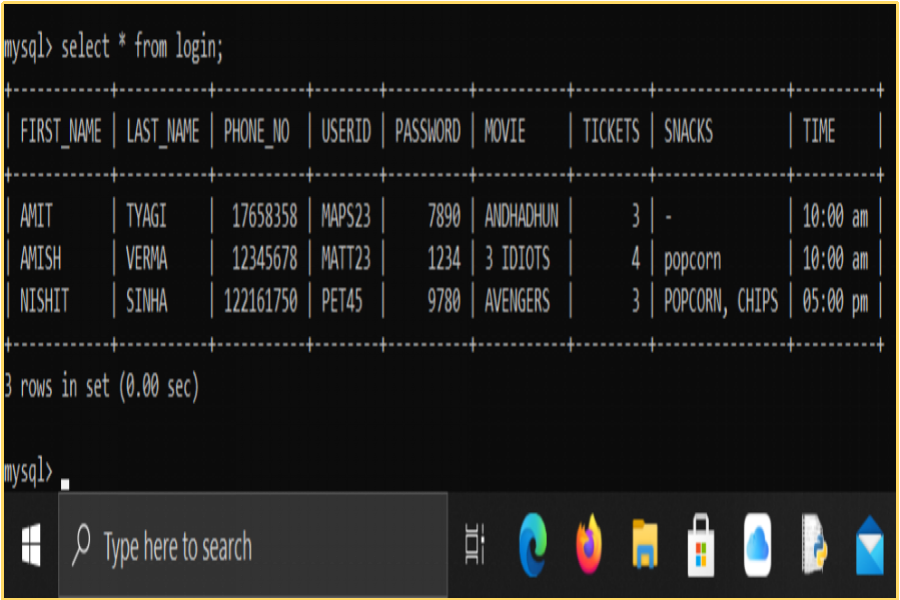 mysql> select * from login;
+------------+-----------+-----------+--------+----------+-----------+---------+----------------+----------+
| FIRST_NAME | LAST_NAME | PHONE_NO | USERID | PASSWORD | MOVIE | TICKETS | SNACKS | TIME |
+------------+-----------+-----------+--------+----------+-----------+---------+----------------+----------+
| AMIT | TYAGI | 17658358 | MAPS23 | 7890 | ANDHADHUN | 3 | - | 10:00 am |
| AMISH | VERMA | 12345678 | MATT23 | 1234 | 3 IDIOTS | 4 | popcorn | 10:00 am |
| NISHIT | SINHA | 122161750 | PET45 | 9780 | AVENGERS | 3 | POPCORN, CHIPS | 05:00 pm |
+------------+-----------+-----------+--------+----------+-----------+---------+----------------+----------+
3 rows in set (0.00 sec)
mysql>
Type here to search